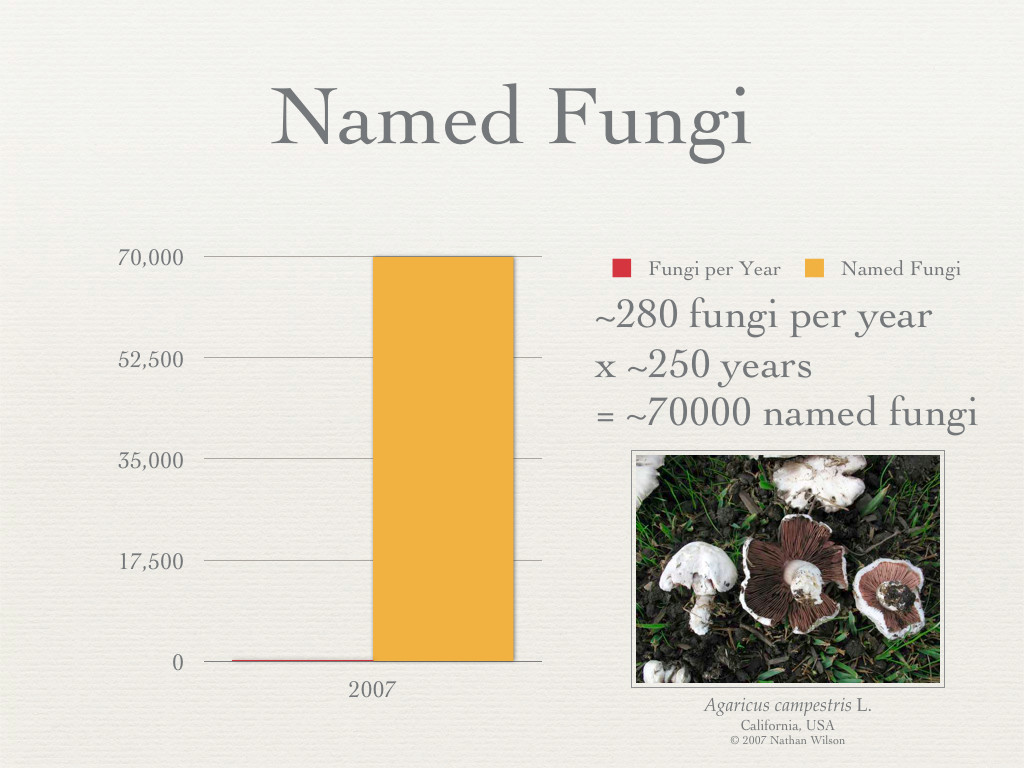 Named Fungi
70,000
52,500
35,000
17,500
0
2007
Fungi per Year
Named Fungi
~280 fungi per year
x ~250 years
= ~70000 named fungi
Agaricus campestris L.
California, USA
© 2007 Nathan Wilson